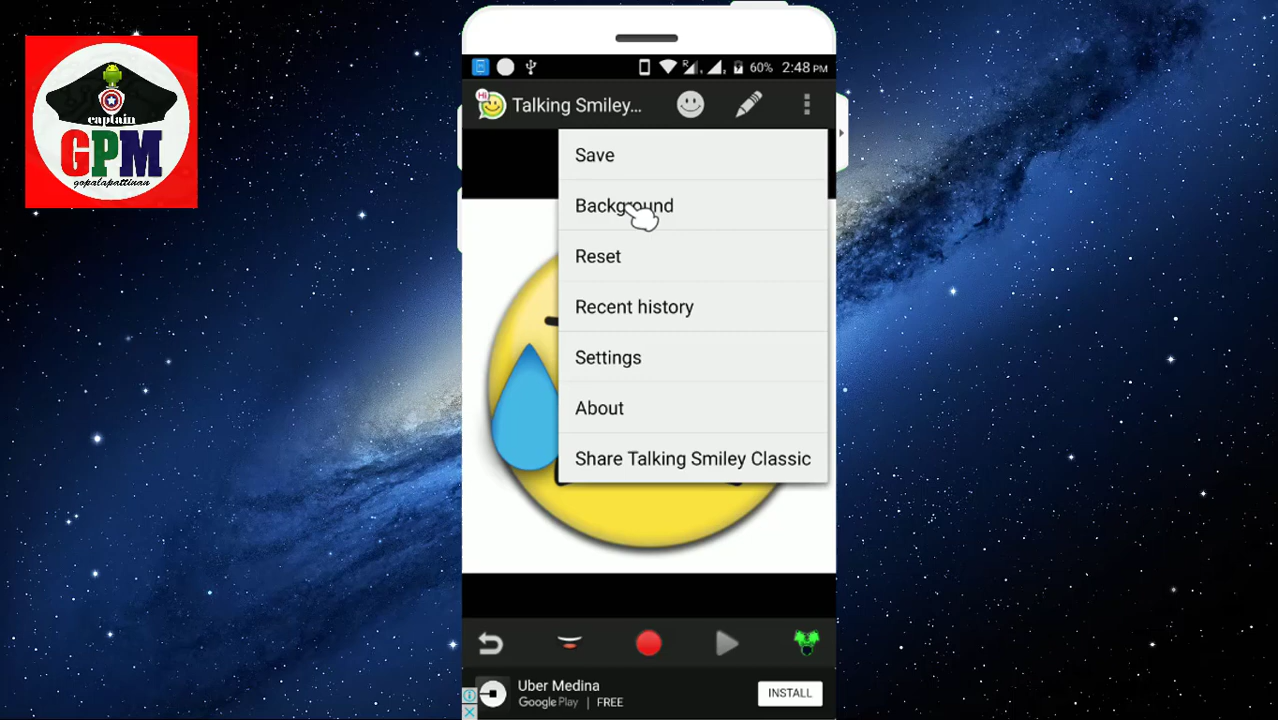 captain
GPM
gopalapattinam
60% 2:48 PM
Hi
Talking Smiley...
Save
Background
Reset
Recent history
Settings
About
Share Talking Smiley Classic
Uber Medina
Google Play | FREE
INSTALL